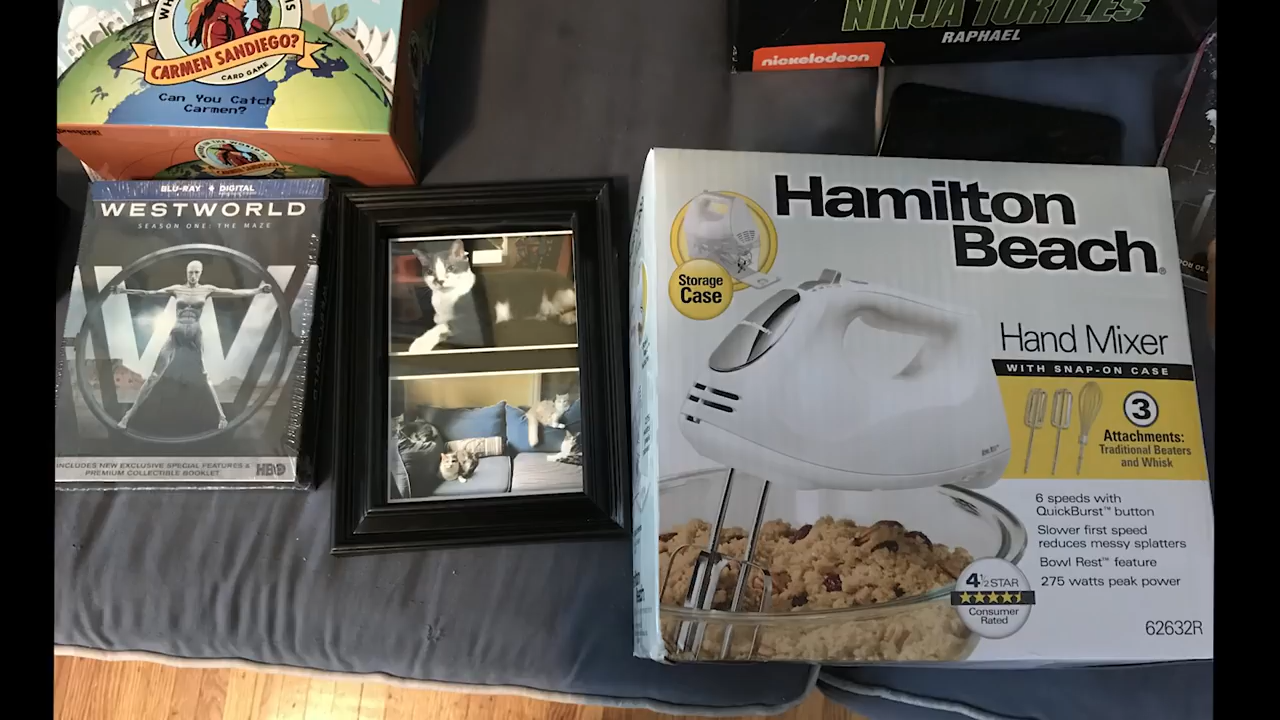 WH
IS
CARMEN SANDIEGO?
CARD GAME
Can You Catch
Carmen?
NINJA TURTLES
RAPHAEL
nickelodeon
BLU-RAY + DIGITAL
WESTWORLD
SEASON ONE: THE MAZE
INCLUDES NEW EXCLUSIVE SPECIAL FEATURES &
PREMIUM COLLECTIBLE BOOKLET
HBO
Hamilton
Beach®
Storage
Case
Hand Mixer
WITH SNAP-ON CASE
3
Attachments:
Traditional Beaters
and Whisk
6 speeds with
QuickBurst™ button
Slower first speed
reduces messy splatters
Bowl Rest™ feature
275 watts peak power
4½ STAR
Consumer
Rated
62632R